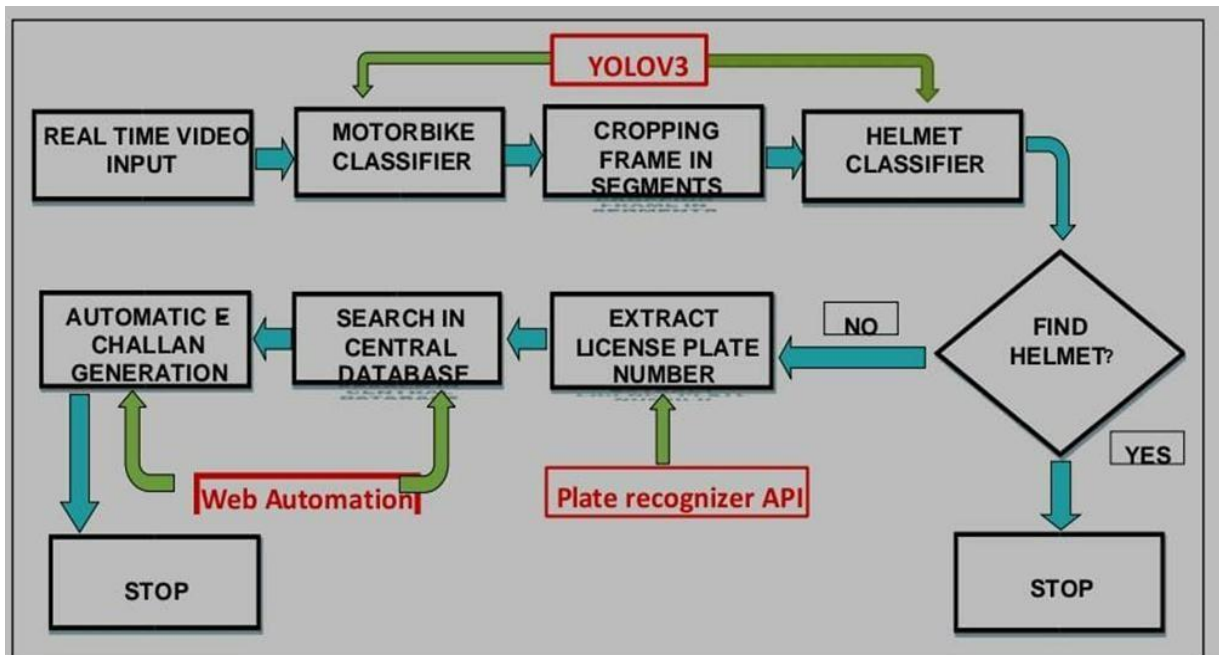 YOLOV3
REAL TIME VIDEO
INPUT
MOTORBIKE
CLASSIFIER
CROPPING
FRAME IN
SEGMENTS
HELMET
CLASSIFIER
FIND
HELMET?
NO
EXTRACT
LICENSE PLATE
NUMBER
SEARCH IN
CENTRAL
DATABASE
AUTOMATIC E
CHALLAN
GENERATION
YES
Web Automation
Plate recognizer API
STOP
STOP